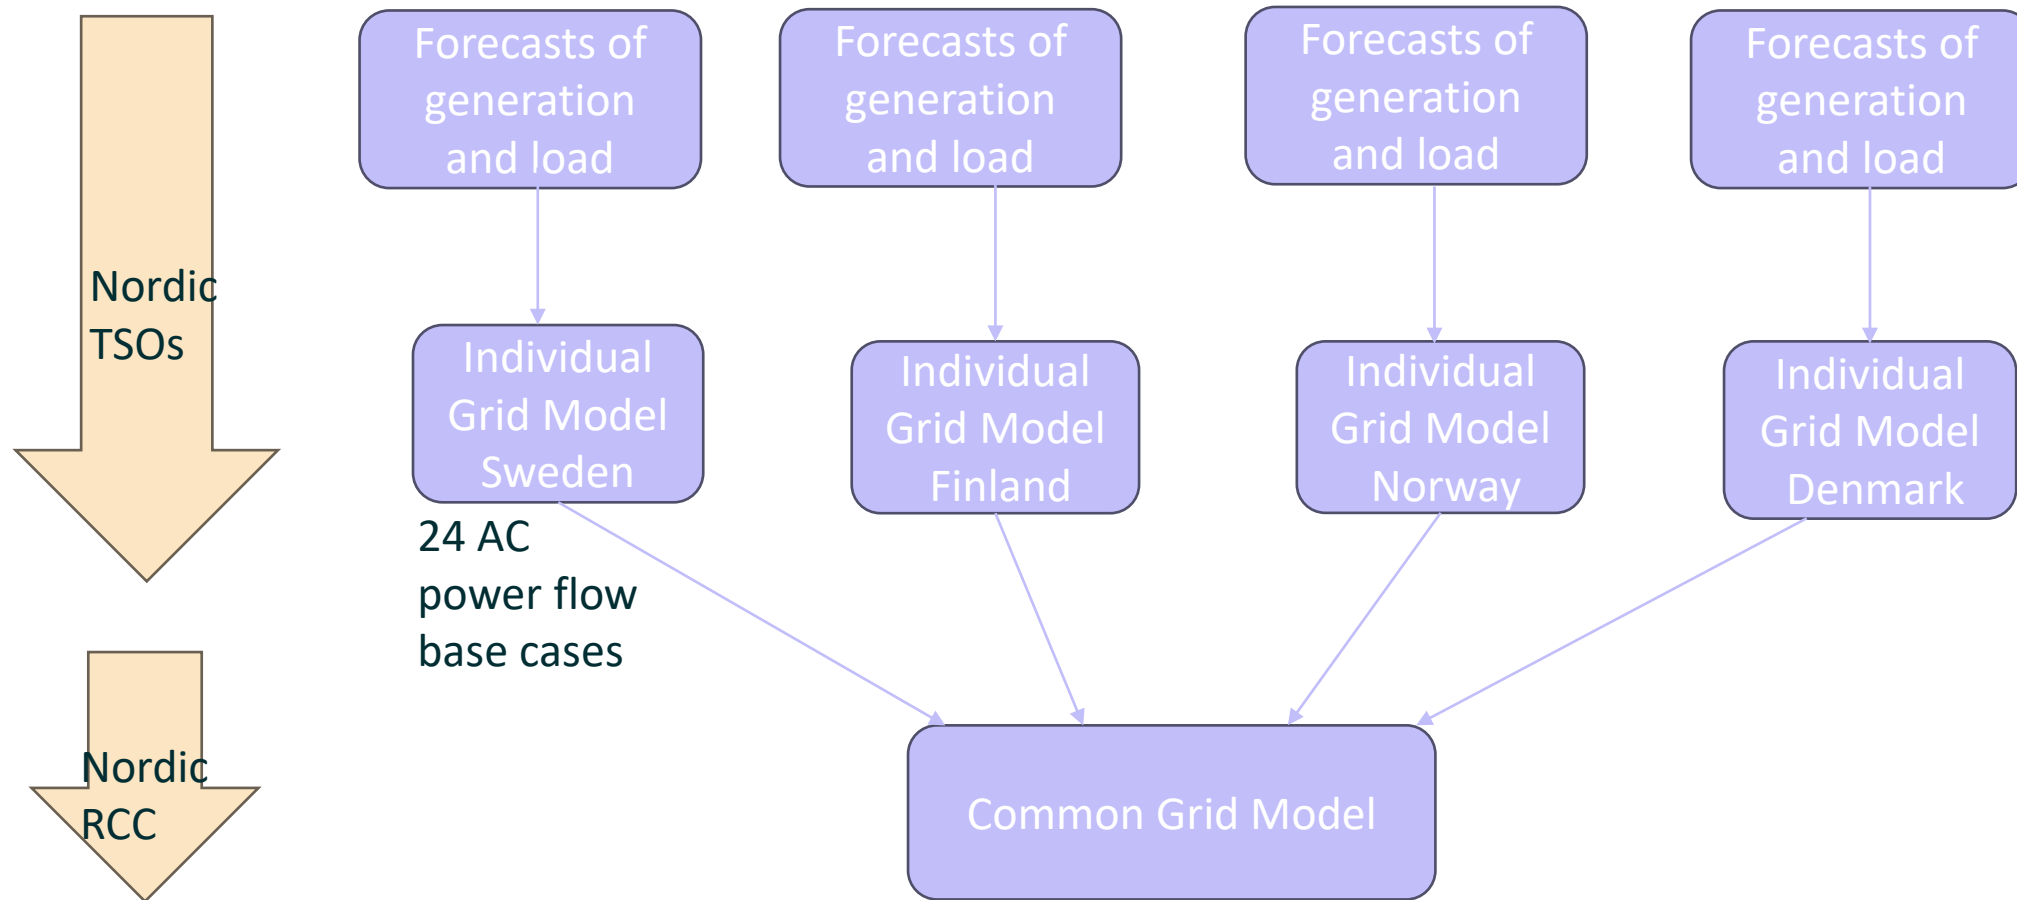 Forecasts of
generation
and load
Forecasts of
generation
and load
Forecasts of
generation
and load
Forecasts of
generation
and load
Nordic
TSOs
Individual
Grid Model
Sweden
Individual
Grid Model
Finland
Individual
Grid Model
Norway
Individual
Grid Model
Denmark
24 AC
power flow
base cases
Nordic
RCC
Common Grid Model